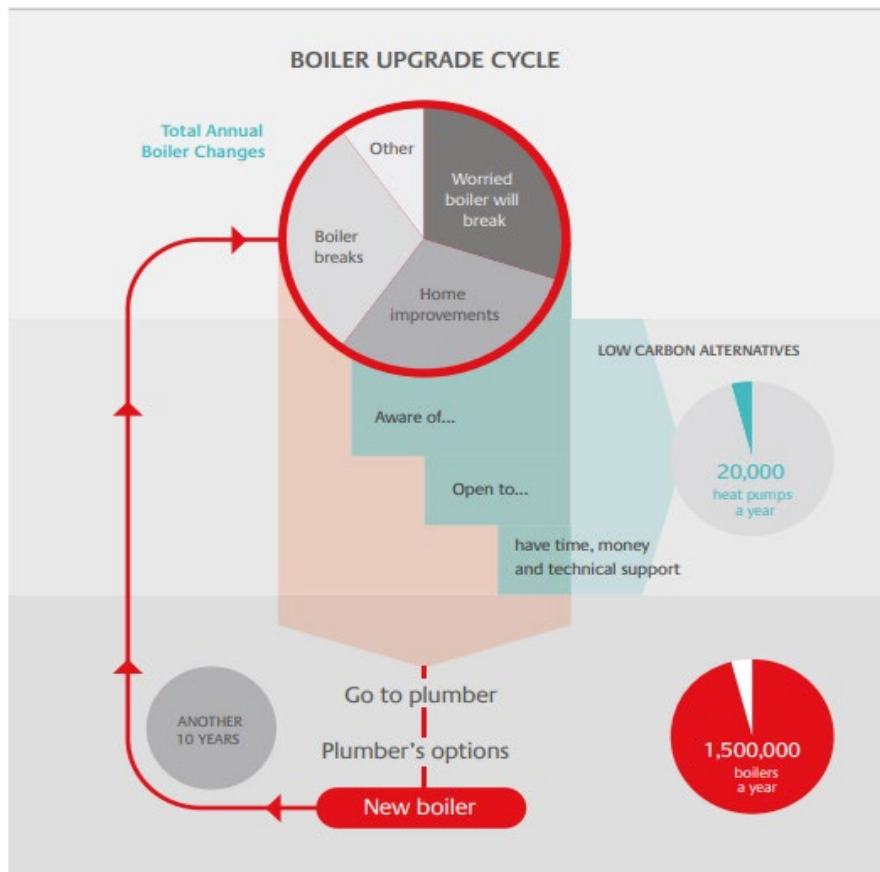 BOILER UPGRADE CYCLE
Total Annual
Boiler Changes
Other
Worried
boiler will
break
Boiler
breaks
Home
improvements
LOW CARBON ALTERNATIVES
Aware of...
20,000
heat pumps
a year
Open to...
have time, money
and technical support
Go to plumber
ANOTHER
10 YEARS
Plumber's options
1,500,000
boilers
a year
New boiler